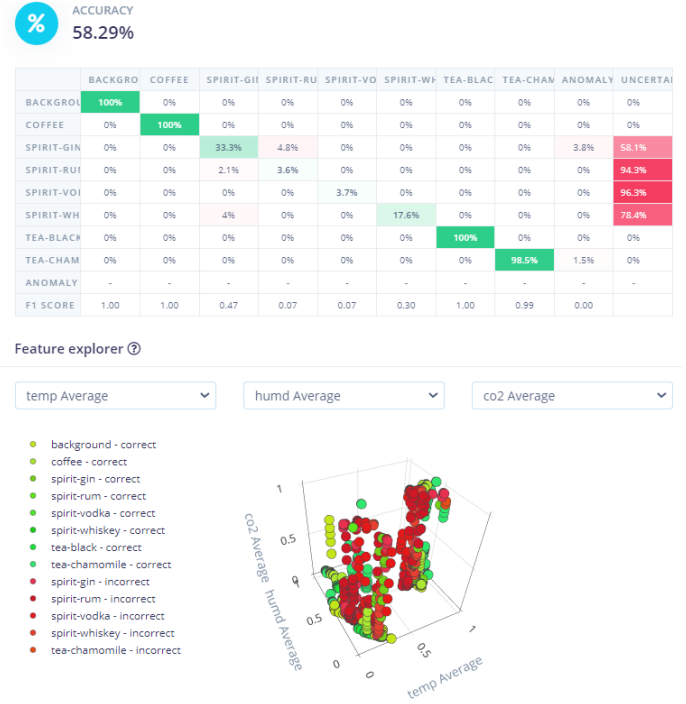 %
ACCURACY
58.29%
BACKGRO COFFEE SPIRIT-GIN SPIRIT-RU SPIRIT-VO SPIRIT-WH TEA-BLAC TEA-CHAM ANOMALY UNCERTAI
BACKGROU 100% 0% 0% 0% 0% 0% 0% 0% 0% 0%
COFFEE 0% 100% 0% 0% 0% 0% 0% 0% 0% 0%
SPIRIT-GIN 0% 0% 33.3% 4.8% 0% 0% 0% 0% 3.8% 58.1%
SPIRIT-RU 0% 0% 2.1% 3.6% 0% 0% 0% 0% 0% 94.3%
SPIRIT-VO 0% 0% 0% 0% 3.7% 0% 0% 0% 0% 96.3%
SPIRIT-WH 0% 0% 4% 0% 0% 17.6% 0% 0% 0% 78.4%
TEA-BLACK 0% 0% 0% 0% 0% 0% 100% 0% 0% 0%
TEA-CHAM 0% 0% 0% 0% 0% 0% 0% 98.5% 1.5% 0%
ANOMALY - - - - - - - - -
F1 SCORE 1.00 1.00 0.47 0.07 0.07 0.30 1.00 0.99 0.00
Feature explorer ?
temp Average humd Average co2 Average
background - correct
coffee - correct
spirit-gin - correct
spirit-rum - correct
spirit-vodka - correct
spirit-whiskey - correct
tea-black - correct
tea-chamomile - correct
spirit-gin - incorrect
spirit-rum - incorrect
spirit-vodka - incorrect
spirit-whiskey - incorrect
tea-chamomile - incorrect
1
0.5
0
co2 Average
0.5
0
humd Average
0
0.5
1
temp Average